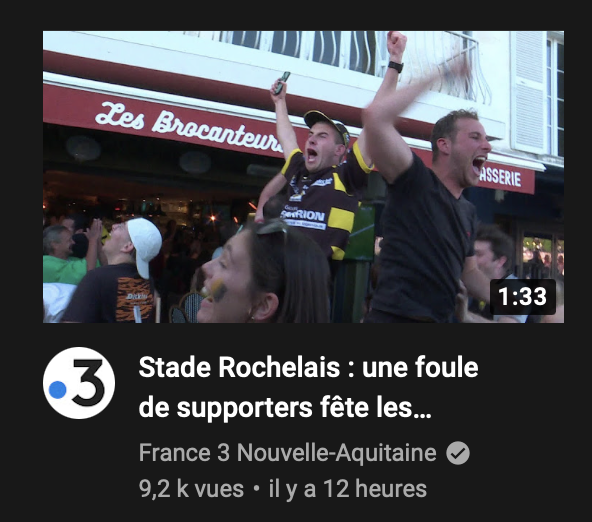 Les Brocanteur
ASSERIE
1:33
3
Stade Rochelais : une foule
de supporters fête les…
France 3 Nouvelle-Aquitaine
9,2 k vues • il y a 12 heures